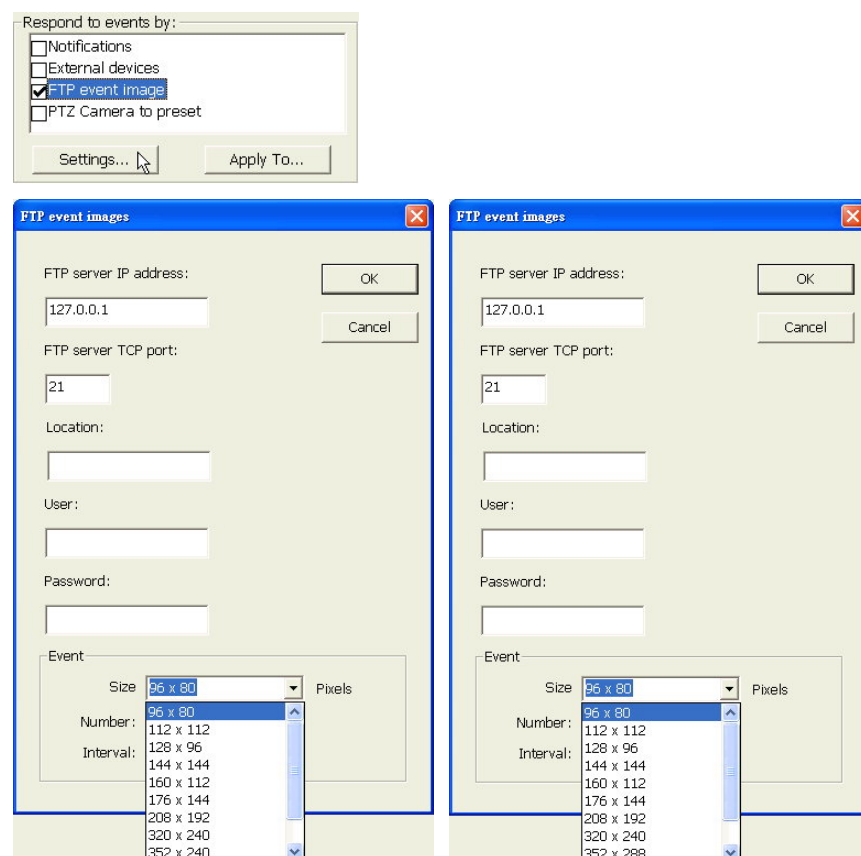 Respond to events by:
Notifications
External devices
FTP event image
PTZ Camera to preset
Settings...
Apply To...
FTP event images
FTP server IP address:
OK
127.0.0.1
Cancel
FTP server TCP port:
21
Location:
User:
Password:
Event
Size 96 x 80 Pixels
96 x 80
Number:
112 x 112
Interval:
128 x 96
144 x 144
160 x 112
176 x 144
208 x 192
320 x 240
352 x 240
FTP event images
FTP server IP address:
OK
127.0.0.1
Cancel
FTP server TCP port:
21
Location:
User:
Password:
Event
Size 96 x 80 Pixels
96 x 80
Number:
112 x 112
Interval:
128 x 96
144 x 144
160 x 112
176 x 144
208 x 192
320 x 240
352 x 288